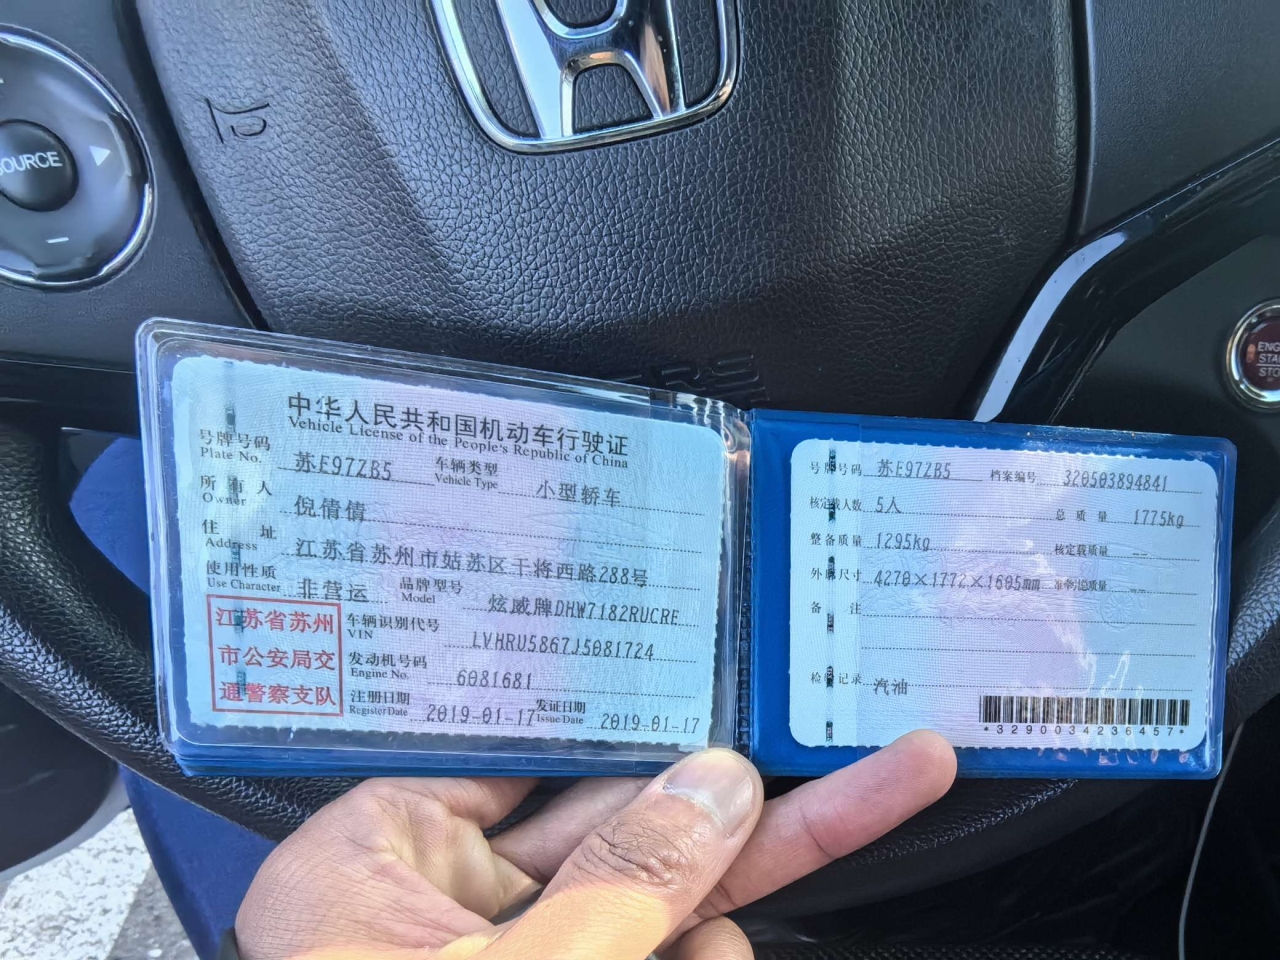 SOURCE
ENG
STA
STO
SRS
中华人民共和国机动车行驶证
Vehicle License of the People's Republic of China
号牌号码 苏E97ZB5 车辆类型 小型轿车
Plate No. Vehicle Type
所有人 倪倩倩
Owner
住址 江苏省苏州市姑苏区干将西路288号
Address
使用性质 非营运 品牌型号 炫威牌DHW7182RUCRE
Use Character Model
江苏省苏州
市公安局交
通警察支队
车辆识别代号 LVHRU5867J5081724
VIN
发动机号码 6081681
Engine No.
注册日期 2019-01-17 发证日期 2019-01-17
Register Date Issue Date
号牌号码 苏E97ZB5 档案编号 320503894841
核定载人数 5人 总质量 1775kg
整备质量 1295kg 核定载质量 --
外廓尺寸 4270×1772×1605mm 准牵引总质量 --
备注
检验记录 汽油
*3290034236457*